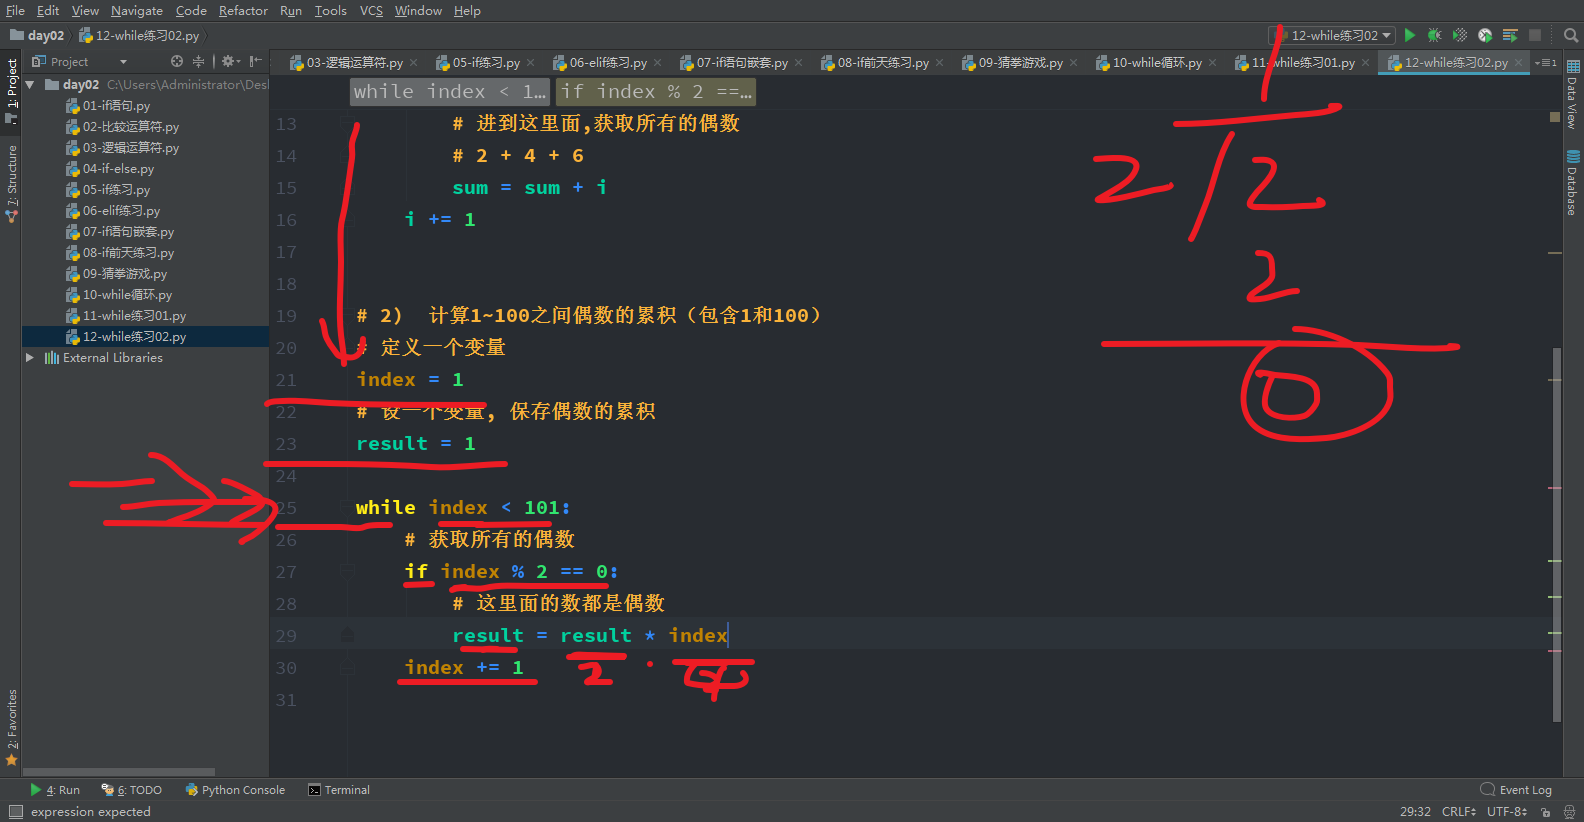 File Edit View Navigate Code Refactor Run Tools VCS Window Help
day02 12-while练习02.py
12-while练习02
Project
03-逻辑运算符.py 05-if练习.py 06-elif练习.py 07-if语句嵌套.py 08-if前天练习.py 09-猜拳游戏.py 10-while循环.py 11-while练习01.py 12-while练习02.py
1
1: Project
7: Structure
2: Favorites
day02 C:\Users\Administrator\Des
01-if语句.py
02-比较运算符.py
03-逻辑运算符.py
04-if-else.py
05-if练习.py
06-elif练习.py
07-if语句嵌套.py
08-if前天练习.py
09-猜拳游戏.py
10-while循环.py
11-while练习01.py
12-while练习02.py
External Libraries
while index < 1… if index % 2 ==…
13 # 进到这里面,获取所有的偶数
14 # 2 + 4 + 6
15 sum = sum + i
16 i += 1
17
18
19 # 2) 计算1~100之间偶数的累积（包含1和100）
20 # 定义一个变量
21 index = 1
22 # 设一个变量, 保存偶数的累积
23 result = 1
24
25 while index < 101:
26 # 获取所有的偶数
27 if index % 2 == 0:
28 # 这里面的数都是偶数
29 result = result * index
30 index += 1
31
1
2 / 2
2
0
2 · 4
Data View
Database
4: Run 6: TODO Python Console Terminal Event Log
expression expected 29:32 CRLF UTF-8